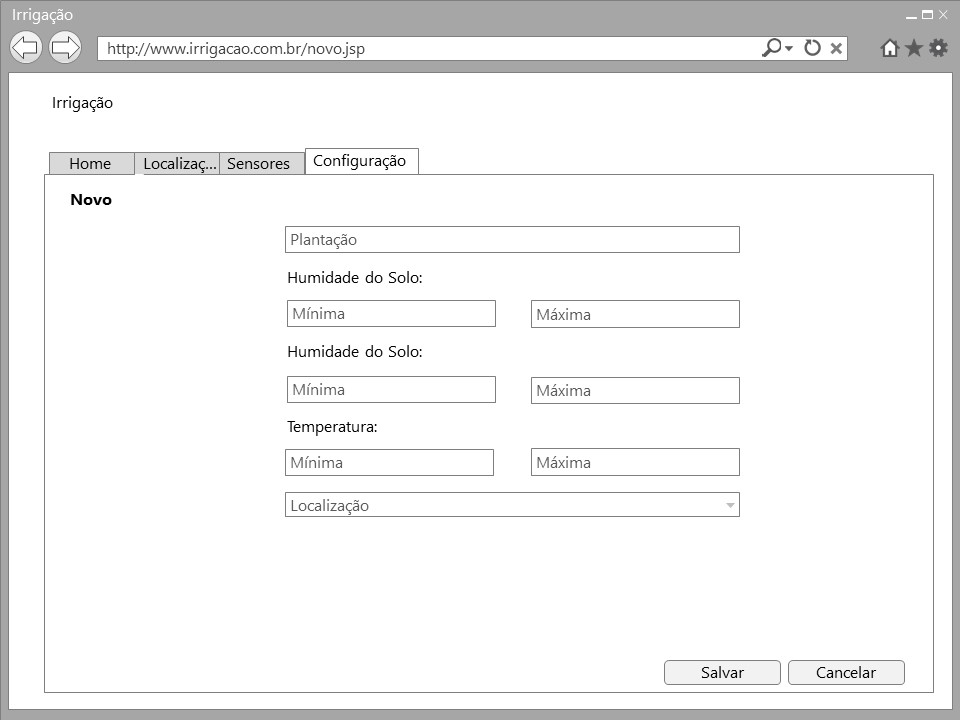 Irrigação
http://www.irrigacao.com.br/novo.jsp
Irrigação
Home Localizaç... Sensores Configuração
Novo
Plantação
Humidade do Solo:
Mínima Máxima
Humidade do Solo:
Mínima Máxima
Temperatura:
Mínima Máxima
Localização
Salvar Cancelar